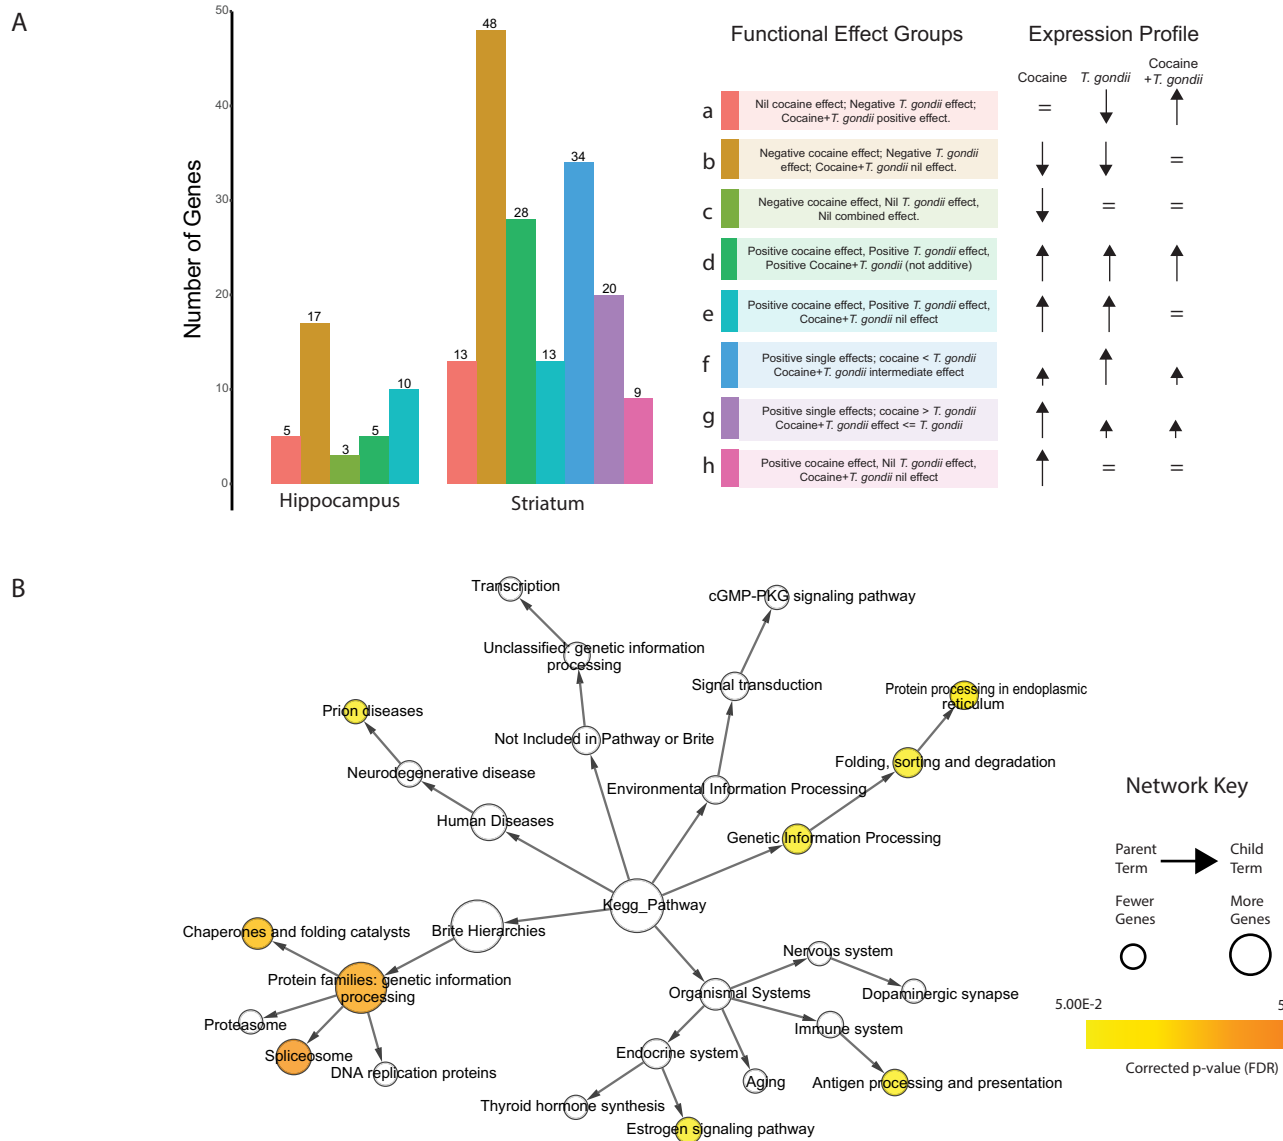 A
Number of Genes
50
40
30
20
10
0
5
17
3
5
10
Hippocampus
13
48
28
13
34
20
9
Striatum
Functional Effect Groups
Expression Profile
Cocaine
T. gondii
Cocaine
+T. gondii
a
Nil cocaine effect; Negative T. gondii effect;
Cocaine+T. gondii positive effect.
=
b
Negative cocaine effect; Negative T. gondii
effect; Cocaine+T. gondii nil effect.
=
c
Negative cocaine effect, Nil T. gondii effect,
Nil combined effect.
= =
d
Positive cocaine effect, Positive T. gondii effect,
Positive Cocaine+T. gondii (not additive)
e
Positive cocaine effect, Positive T. gondii effect,
Cocaine+T. gondii nil effect
=
f
Positive single effects; cocaine < T. gondii
Cocaine+T. gondii intermediate effect
g
Positive single effects; cocaine > T. gondii
Cocaine+T. gondii effect <= T. gondii
h
Positive cocaine effect, Nil T. gondii effect,
Cocaine+T. gondii nil effect
= =
B
Transcription
Unclassified: genetic information
processing
Not Included in Pathway or Brite
cGMP-PKG signaling pathway
Signal transduction
Environmental Information Processing
Protein processing in endoplasmic
reticulum
Folding, sorting and degradation
Genetic Information Processing
Prion diseases
Neurodegenerative disease
Human Diseases
Kegg_Pathway
Brite Hierarchies
Chaperones and folding catalysts
Protein families: genetic information
processing
Proteasome
Spliceosome
DNA replication proteins
Organismal Systems
Nervous system
Dopaminergic synapse
Immune system
Antigen processing and presentation
Endocrine system
Aging
Thyroid hormone synthesis
Estrogen signaling pathway
Network Key
Parent
Term
Child
Term
Fewer
Genes
More
Genes
5.00E-2
5
Corrected p-value (FDR)